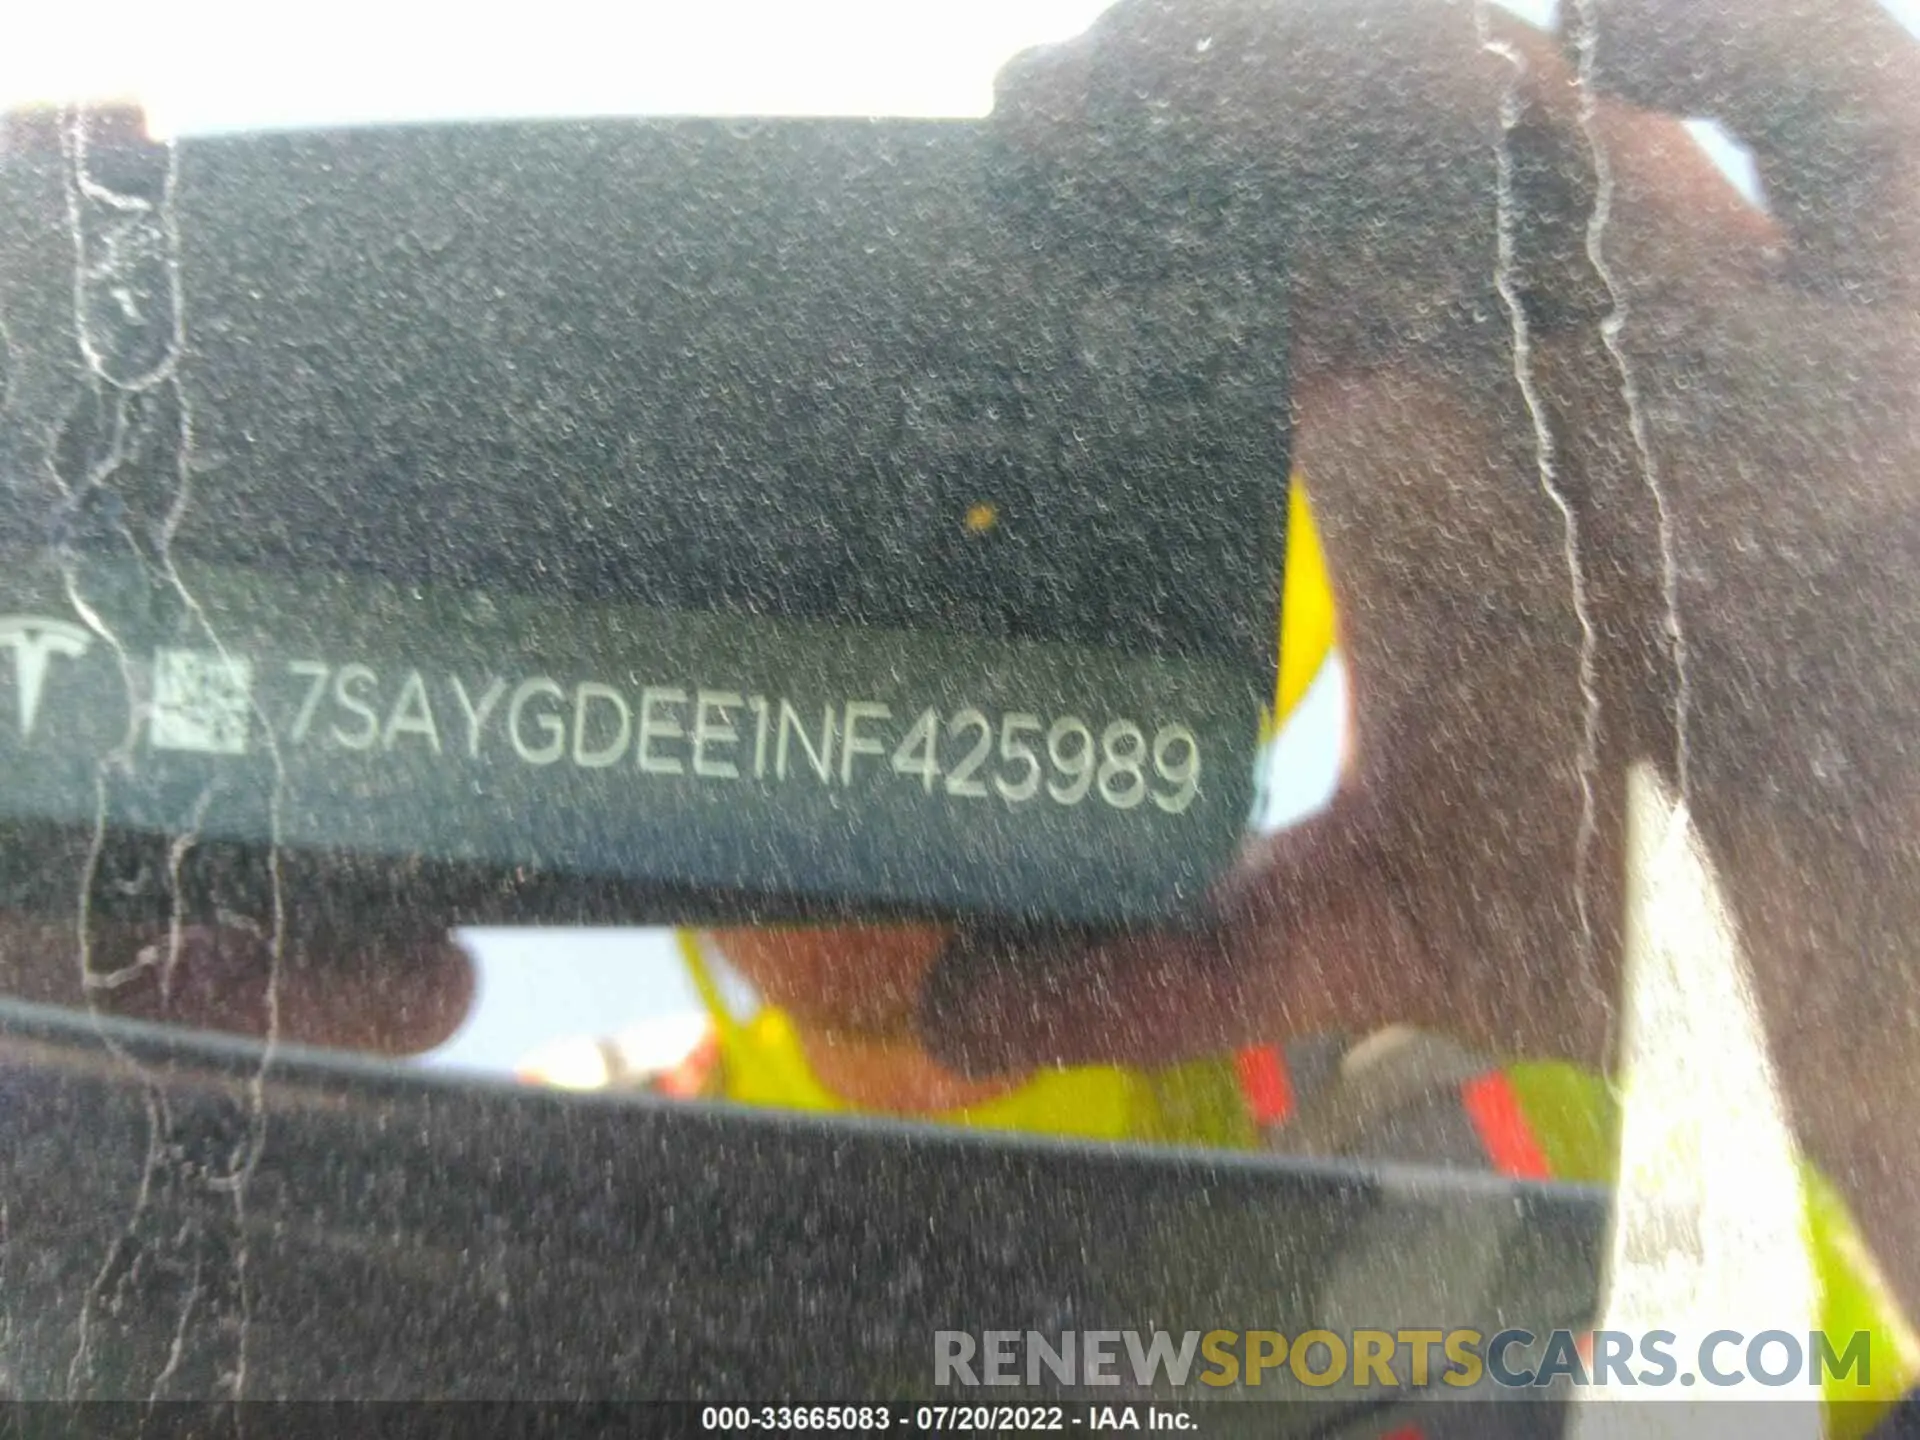 7SAYGDEE1NF425989
RENEWSPORTSCARS.COM
000-33665083 - 07/20/2022 - IAA Inc.